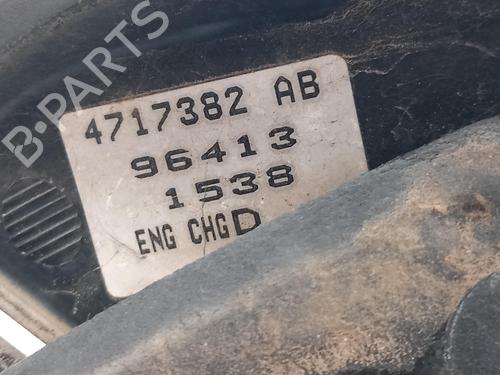 B-PARTS
4717382 AB
96413
1538
ENG CHG D